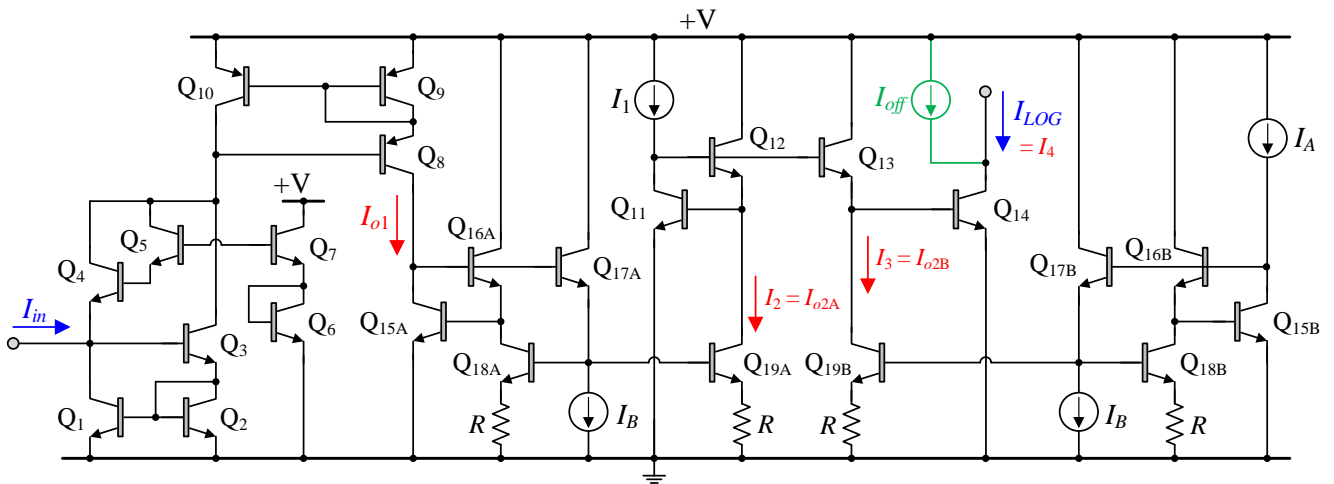 +V
Q10
Q9
I1
Ioff
ILOG
= I4
IA
Q12
Q8
Q13
+V
Q11
Q14
Io1
Q16A
Q5
Q7
Q17A
Q17B
Q16B
Q4
I3 = Io2B
I2 = Io2A
Iin
Q6
Q15A
Q15B
Q3
Q18A
Q19A
Q19B
Q18B
Q1
Q2
R
IB
R
R
IB
R